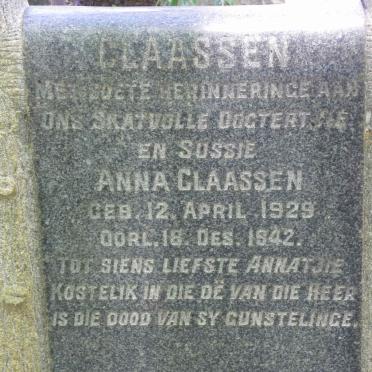 CLAASSEN
MET SOETE HERINNERINGE AAN
ONS SKATVOLLE DOGTERTJIE
EN SUSSIE
ANNA CLAASSEN
GEB. 12. APRIL 1929
OORL. 18. DES. 1942.
TOT SIENS LIEFSTE ANNATJIE
KOSTELIK IN DIE OË VAN DIE HEER
IS DIE DOOD VAN SY GUNSTELINGE.